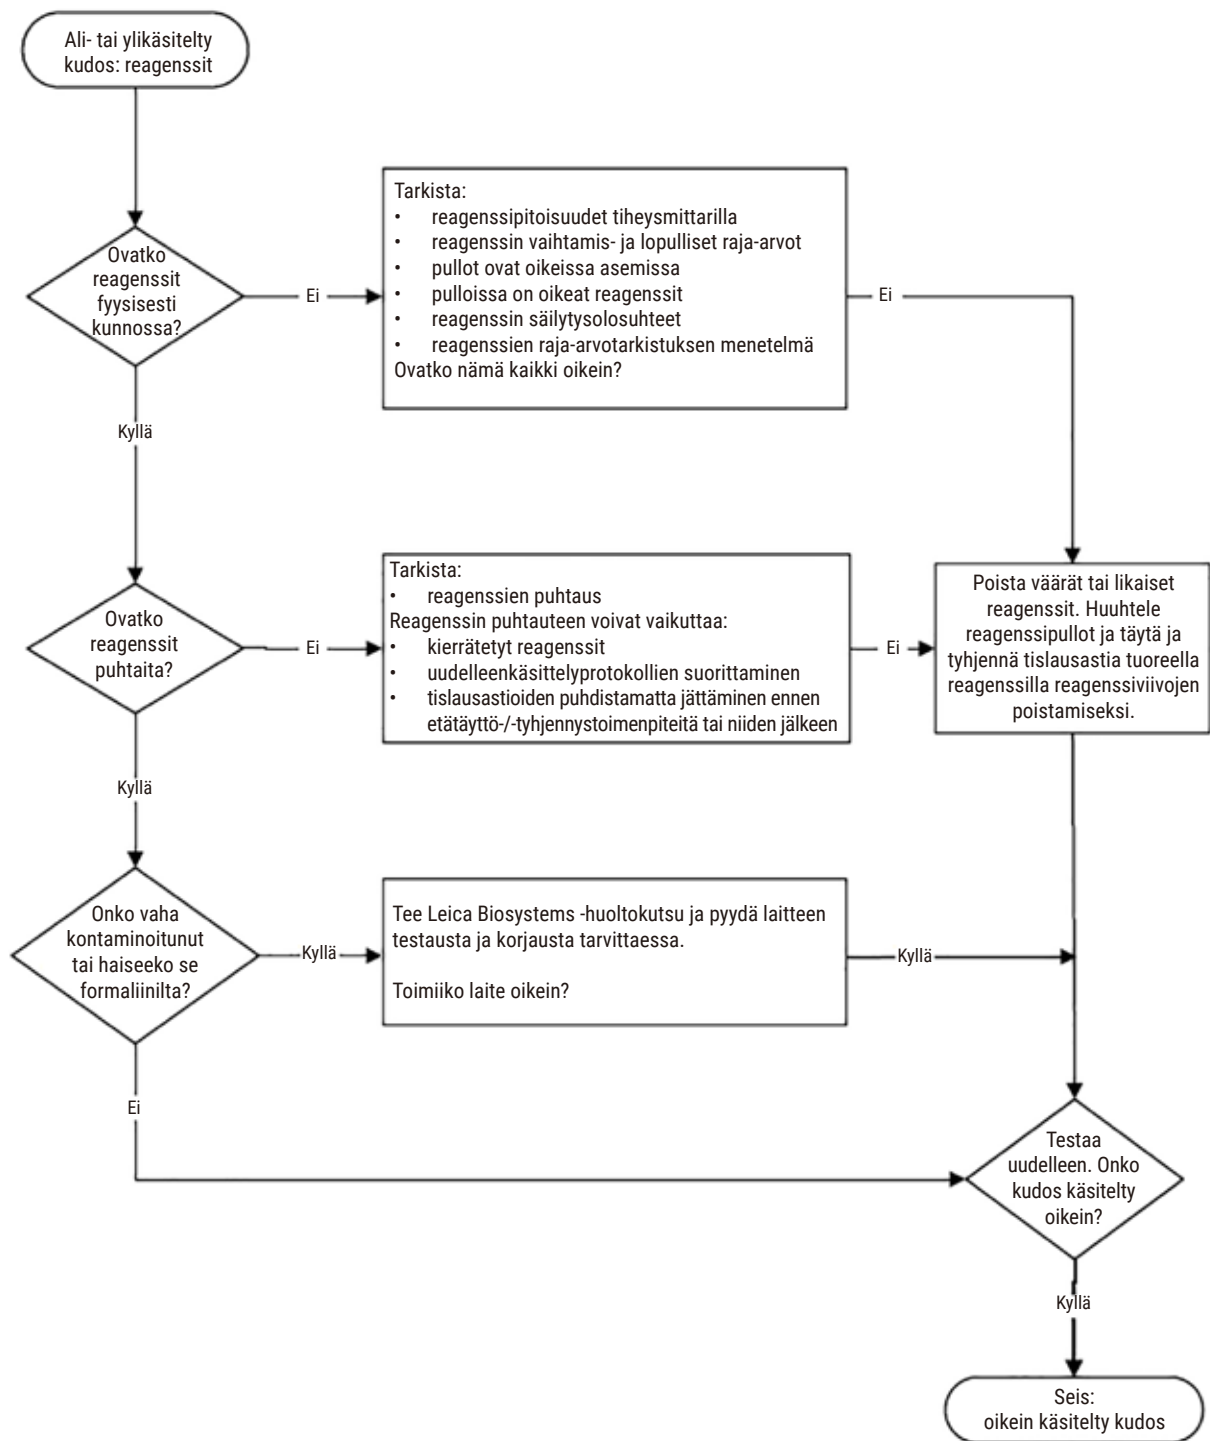 Ali- tai ylikäsitelty
kudos: reagenssit
Ovatko
reagenssit
fyysisesti
kunnossa?
Ei
Tarkista:
• reagenssipitoisuudet tiheysmittarilla
• reagenssin vaihtamis- ja lopulliset raja-arvot
• pullot ovat oikeissa asemissa
• pulloissa on oikeat reagenssit
• reagenssin säilytysolosuhteet
• reagenssien raja-arvotarkistuksen menetelmä
Ovatko nämä kaikki oikein?
Ei
Kyllä
Ovatko
reagenssit
puhtaita?
Ei
Tarkista:
• reagenssien puhtaus
Reagenssin puhtauteen voivat vaikuttaa:
• kierrätetyt reagenssit
• uudelleenkäsittelyprotokollien suorittaminen
• tislausastioiden puhdistamatta jättäminen ennen
etätäyttö-/-tyhjennystoimenpiteitä tai niiden jälkeen
Ei
Poista väärät tai likaiset
reagenssit. Huuhtele
reagenssipullot ja täytä ja
tyhjennä tislausastia tuoreella
reagenssilla reagenssiviivojen
poistamiseksi.
Kyllä
Onko vaha
kontaminoitunut
tai haiseeko se
formaliinilta?
Kyllä
Tee Leica Biosystems -huoltokutsu ja pyydä laitteen
testausta ja korjausta tarvittaessa.
Toimiiko laite oikein?
Kyllä
Ei
Testaa
uudelleen. Onko
kudos käsitelty
oikein?
Kyllä
Seis:
oikein käsitelty kudos